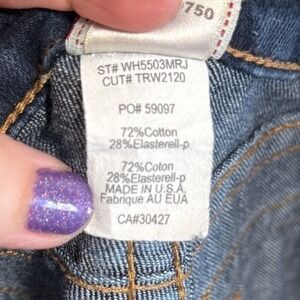 750
ST# WH5503MRJ
CUT# TRW2120
PO# 59097
72%Cotton
28%Elasterell-p
72%Coton
28%Elasterell-p
MADE IN U.S.A.
Fabrique AU EUA
CA#30427